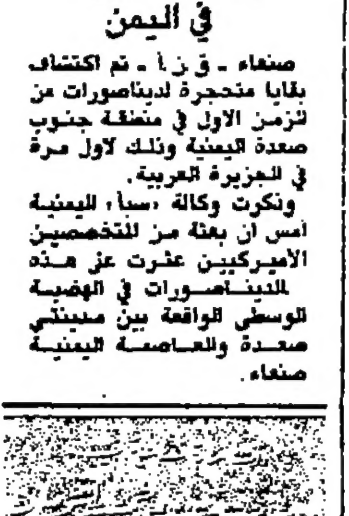 في اليمن
صنعاء ـ ق.ن.أ ـ تم اكتشاف
بقايا متحجرة لديناصورات من
الزمن الاول في منطقة جنوب
صعدة اليمنية وذلك لاول مرة
في الجزيرة العربية.
وذكرت وكالة «سبأ» اليمنية
امس ان بعثة من المتخصصين
الاميركيين عثرت على هذه
الديناصورات في الهضبة
الوسطى الواقعة بين مدينتي
صعدة والعاصمة اليمنية
صنعاء.